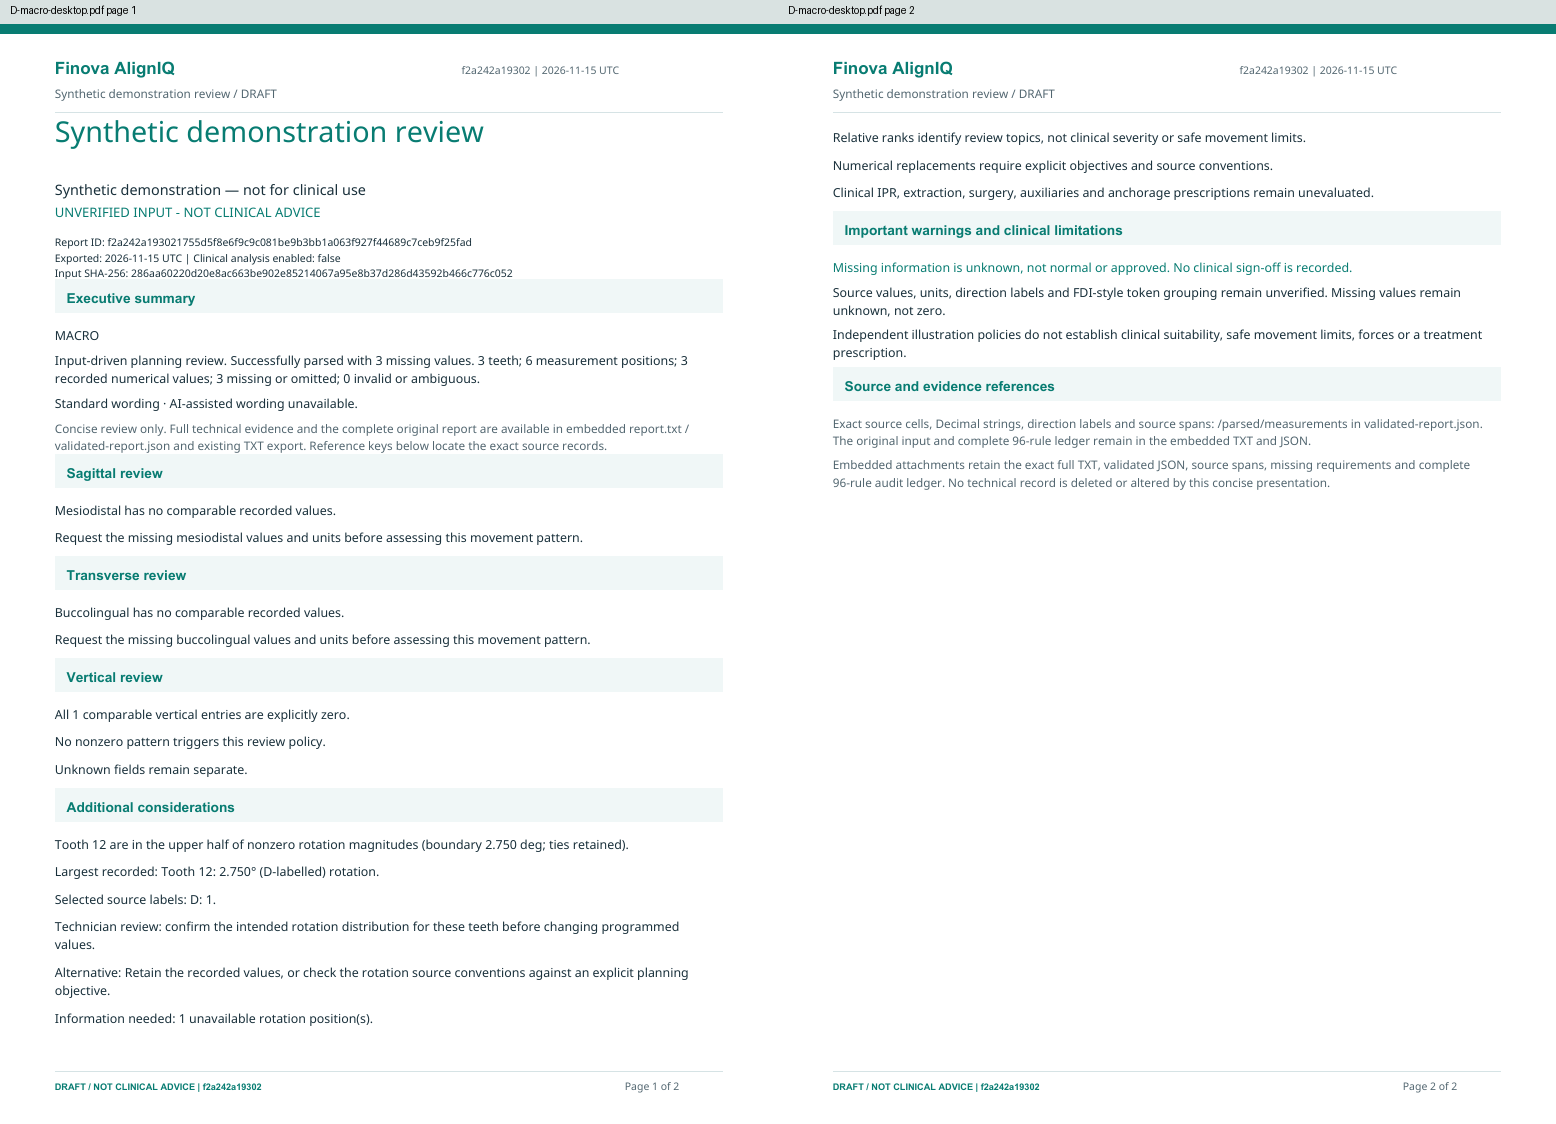 D-macro-desktop.pdf page 1
Finova AlignIQ
f2a242a19302 | 2026-11-15 UTC
Synthetic demonstration review / DRAFT
Synthetic demonstration review
Synthetic demonstration — not for clinical use
UNVERIFIED INPUT - NOT CLINICAL ADVICE
Report ID: f2a242a193021755d5f8e6f9c9c081be9b3bb1a063f927f44689c7ceb9f25fad
Exported: 2026-11-15 UTC | Clinical analysis enabled: false
Input SHA-256: 286aa60220d20e8ac663be902e85214067a95e8b37d286d43592b466c776c052
Executive summary
MACRO
Input-driven planning review. Successfully parsed with 3 missing values. 3 teeth; 6 measurement positions; 3
recorded numerical values; 3 missing or omitted; 0 invalid or ambiguous.
Standard wording · AI-assisted wording unavailable.
Concise review only. Full technical evidence and the complete original report are available in embedded report.txt /
validated-report.json and existing TXT export. Reference keys below locate the exact source records.
Sagittal review
Mesiodistal has no comparable recorded values.
Request the missing mesiodistal values and units before assessing this movement pattern.
Transverse review
Buccolingual has no comparable recorded values.
Request the missing buccolingual values and units before assessing this movement pattern.
Vertical review
All 1 comparable vertical entries are explicitly zero.
No nonzero pattern triggers this review policy.
Unknown fields remain separate.
Additional considerations
Tooth 12 are in the upper half of nonzero rotation magnitudes (boundary 2.750 deg; ties retained).
Largest recorded: Tooth 12: 2.750° (D-labelled) rotation.
Selected source labels: D: 1.
Technician review: confirm the intended rotation distribution for these teeth before changing programmed
values.
Alternative: Retain the recorded values, or check the rotation source conventions against an explicit planning
objective.
Information needed: 1 unavailable rotation position(s).
DRAFT / NOT CLINICAL ADVICE | f2a242a19302
Page 1 of 2
D-macro-desktop.pdf page 2
Finova AlignIQ
f2a242a19302 | 2026-11-15 UTC
Synthetic demonstration review / DRAFT
Relative ranks identify review topics, not clinical severity or safe movement limits.
Numerical replacements require explicit objectives and source conventions.
Clinical IPR, extraction, surgery, auxiliaries and anchorage prescriptions remain unevaluated.
Important warnings and clinical limitations
Missing information is unknown, not normal or approved. No clinical sign-off is recorded.
Source values, units, direction labels and FDI-style token grouping remain unverified. Missing values remain
unknown, not zero.
Independent illustration policies do not establish clinical suitability, safe movement limits, forces or a treatment
prescription.
Source and evidence references
Exact source cells, Decimal strings, direction labels and source spans: /parsed/measurements in validated-report.json.
The original input and complete 96-rule ledger remain in the embedded TXT and JSON.
Embedded attachments retain the exact full TXT, validated JSON, source spans, missing requirements and complete
96-rule audit ledger. No technical record is deleted or altered by this concise presentation.
DRAFT / NOT CLINICAL ADVICE | f2a242a19302
Page 2 of 2